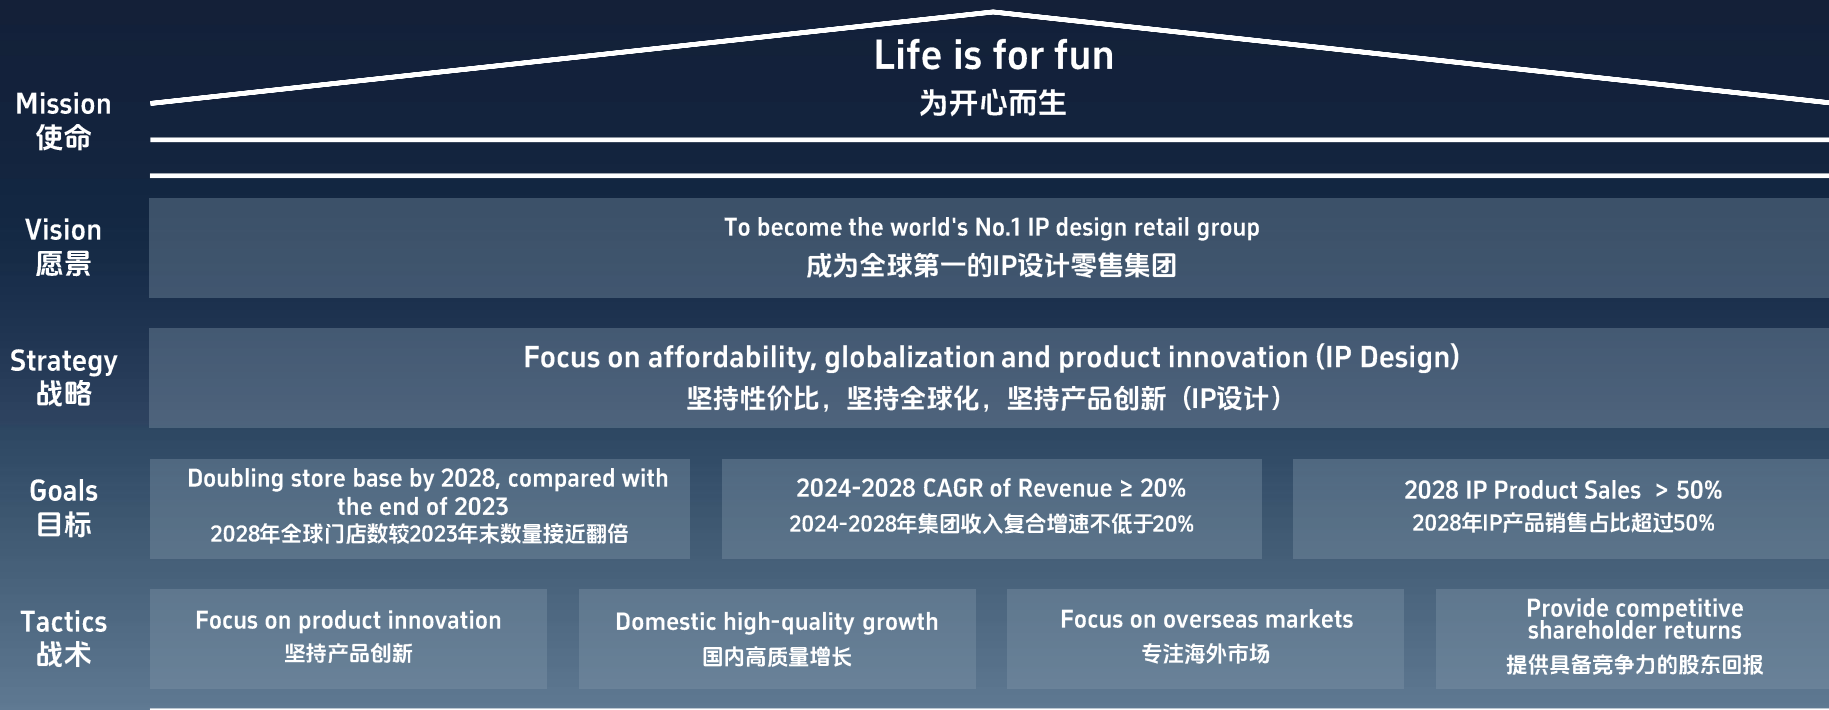 Life is for fun
为开心而生
Mission
使命
Vision
愿景
To become the world's No.1 IP design retail group
成为全球第一的IP设计零售集团
Strategy
战略
Focus on affordability, globalization and product innovation (IP Design)
坚持性价比，坚持全球化，坚持产品创新（IP设计）
Goals
目标
Doubling store base by 2028, compared with
the end of 2023
2028年全球门店数较2023年末数量接近翻倍
2024-2028 CAGR of Revenue ≥ 20%
2024-2028年集团收入复合增速不低于20%
2028 IP Product Sales > 50%
2028年IP产品销售占比超过50%
Tactics
战术
Focus on product innovation
坚持产品创新
Domestic high-quality growth
国内高质量增长
Focus on overseas markets
专注海外市场
Provide competitive
shareholder returns
提供具备竞争力的股东回报